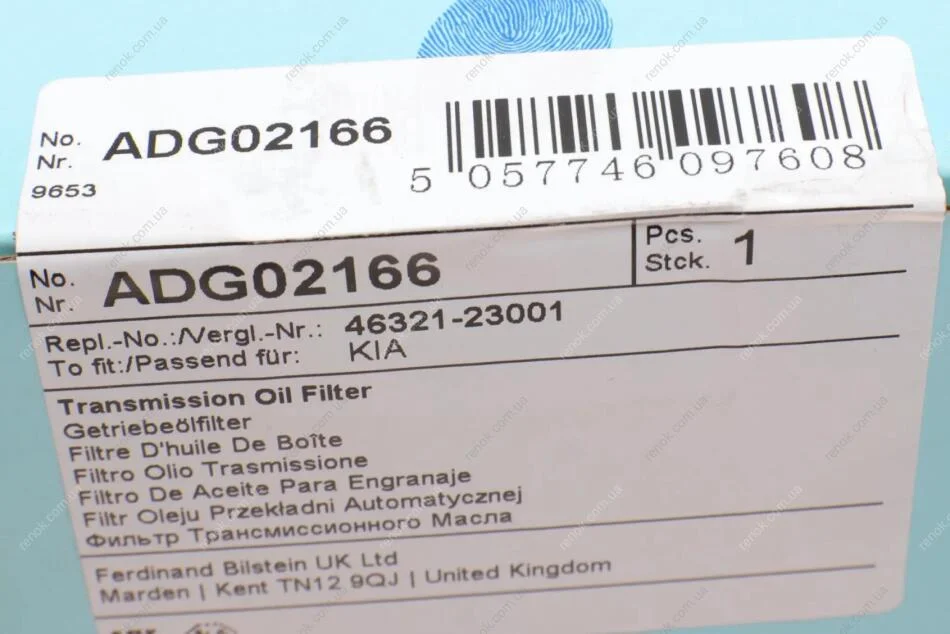 No. ADG02166
Nr.
9653
5 057746 097608
No. ADG02166
Nr.
Pcs. 1
Stck.
Repl.-No.:/Vergl.-Nr.: 46321-23001
To fit:/Passend für: KIA
Transmission Oil Filter
Getriebeölfilter
Filtre D'huile De Boîte
Filtro Olio Trasmissione
Filtro De Aceite Para Engranaje
Filtr Oleju Przekładni Automatycznej
Фильтр Трансмиссионного Масла
Ferdinand Bilstein UK Ltd
Marden | Kent TN12 9QJ | United Kingdom
renok.com.ua